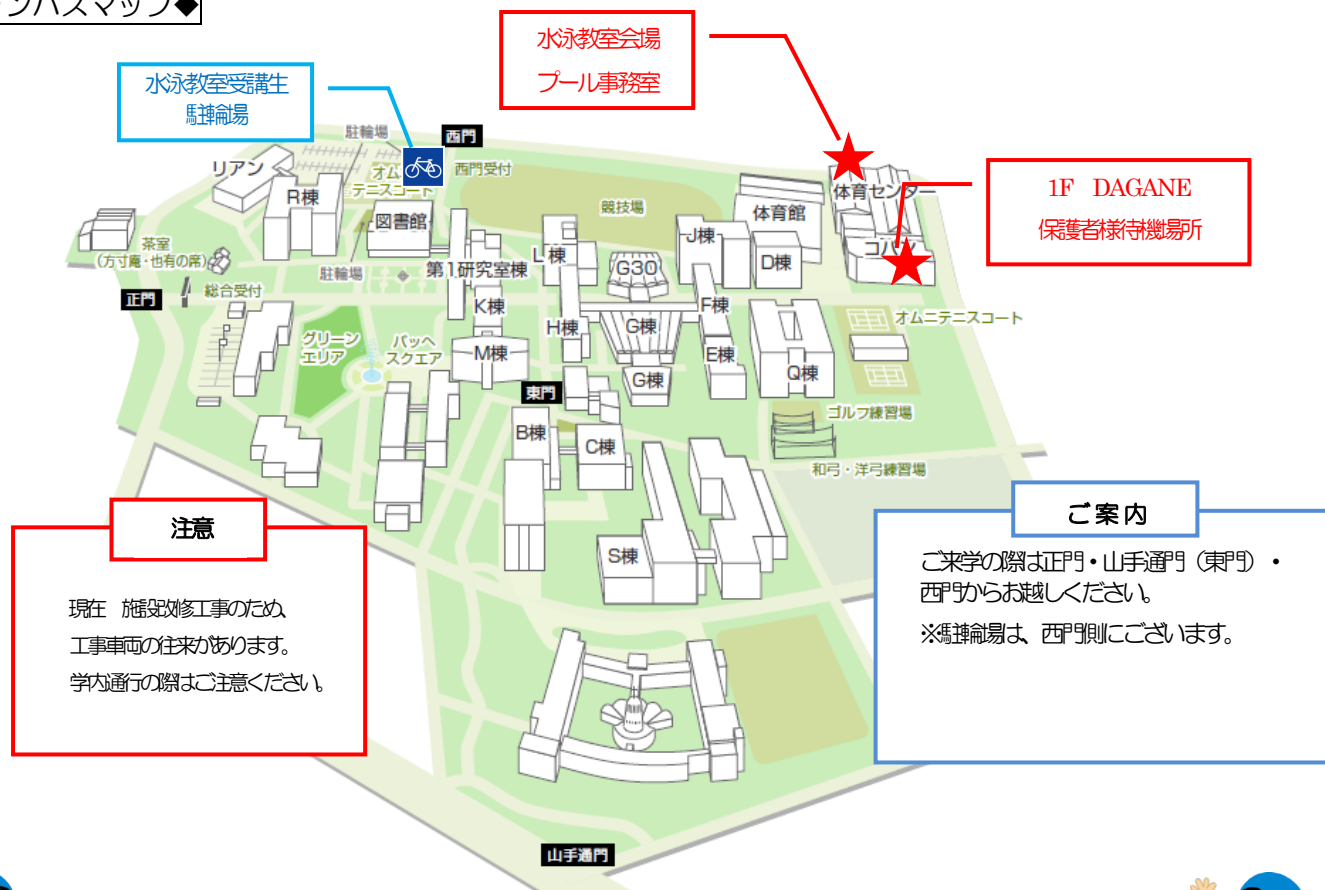 ンパスマップ◆
水泳教室会場
プール事務室
水泳教室受講生
駐輪場
1F DAGANE
保護者様待機場所
駐輪場
西門
西門受付
リアン
R棟
オム
テニスコート
図書館
競技場
体育館
体育センター
コパン
茶室
(方寸庵・也有の席)
駐輪場
第1研究室棟
L棟
G30
J棟
D棟
正門
総合受付
K棟
H棟
G棟
F棟
オムニテニスコート
グリーン
エリア
バッヘ
スクエア
M棟
E棟
Q棟
G棟
東門
ゴルフ練習場
B棟
C棟
和弓・洋弓練習場
S棟
注意
現在 施設改修工事のため、
工事車両の往来があります。
学内通行の際はご注意ください。
ご案内
ご来学の際は正門・山手通門(東門)・
西門からお越しください。
※駐輪場は、西門側にございます。
山手通門